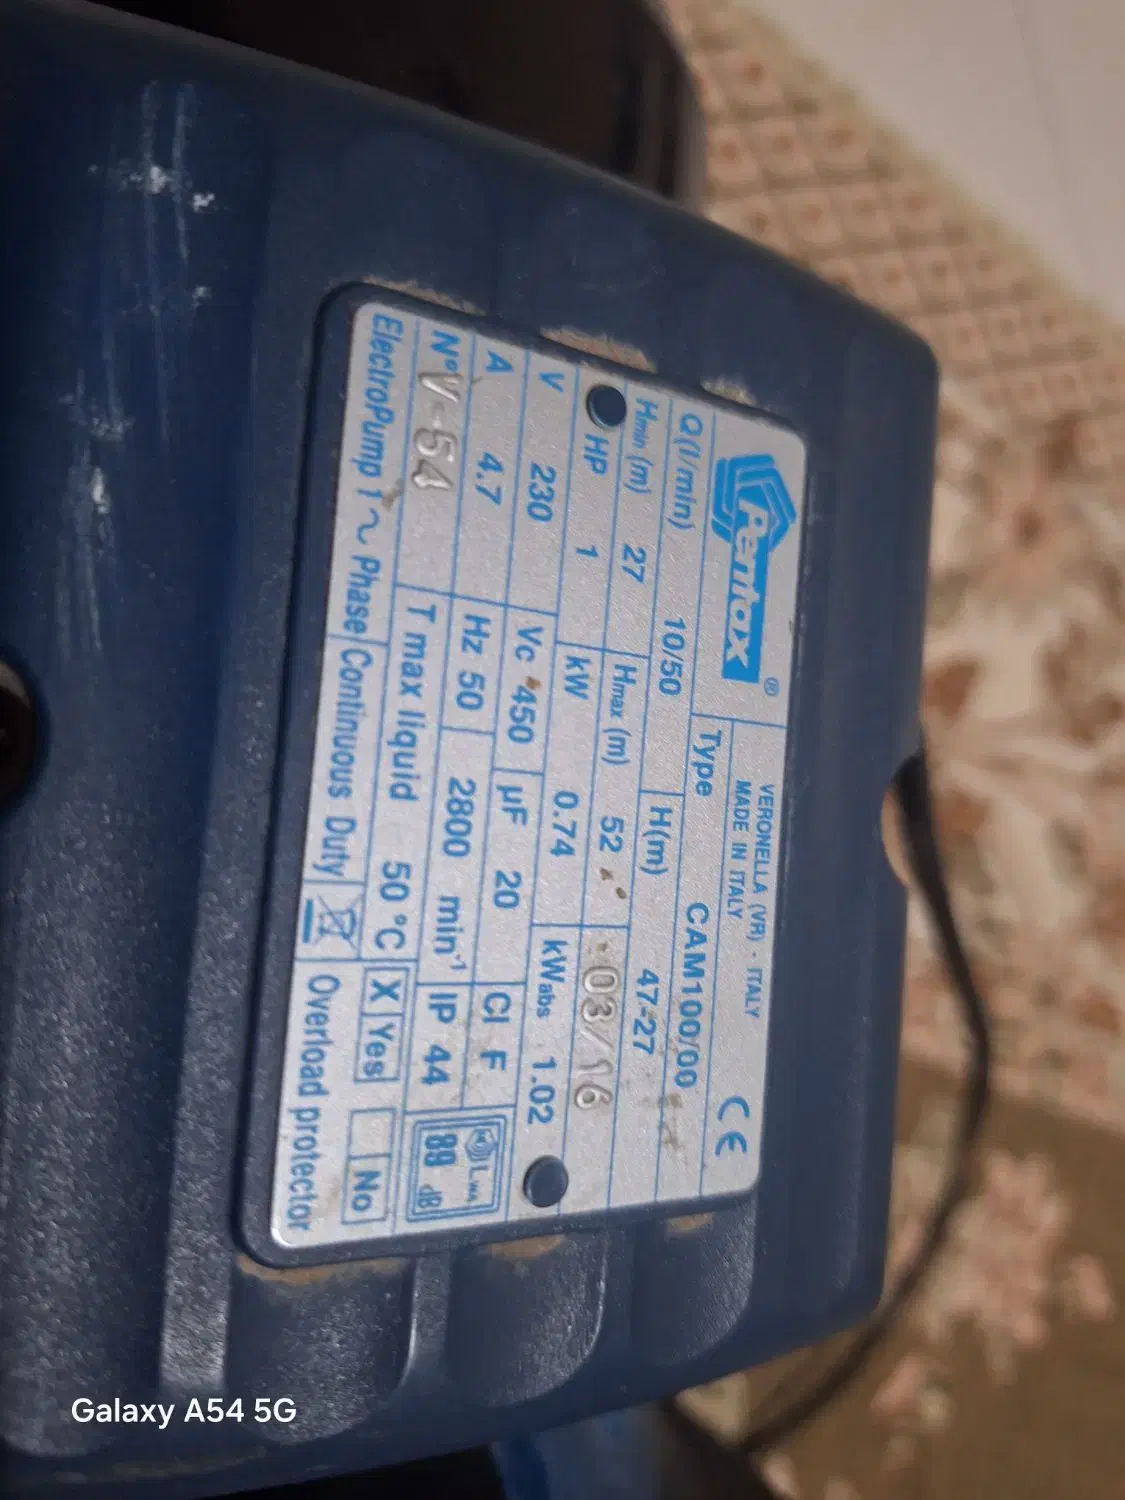 Pentax ®
VERONELLA (VR) - ITALY
MADE IN ITALY
CE
Type CAM100/00
Q(l/min) 10/50 H(m) 47-27
Hmin (m) 27 Hmax (m) 52 03/16
HP 1 kW 0.74 kWabs 1.02
V 230 Vc 450 µF 20 Cl F
A 4.7 Hz 50 2800 min-1 IP 44
LWA 89 dB
N° V-54 T max liquid 50 °C X Yes No
ElectroPump 1 ~ Phase Continuous Duty Overload protector
Galaxy A54 5G